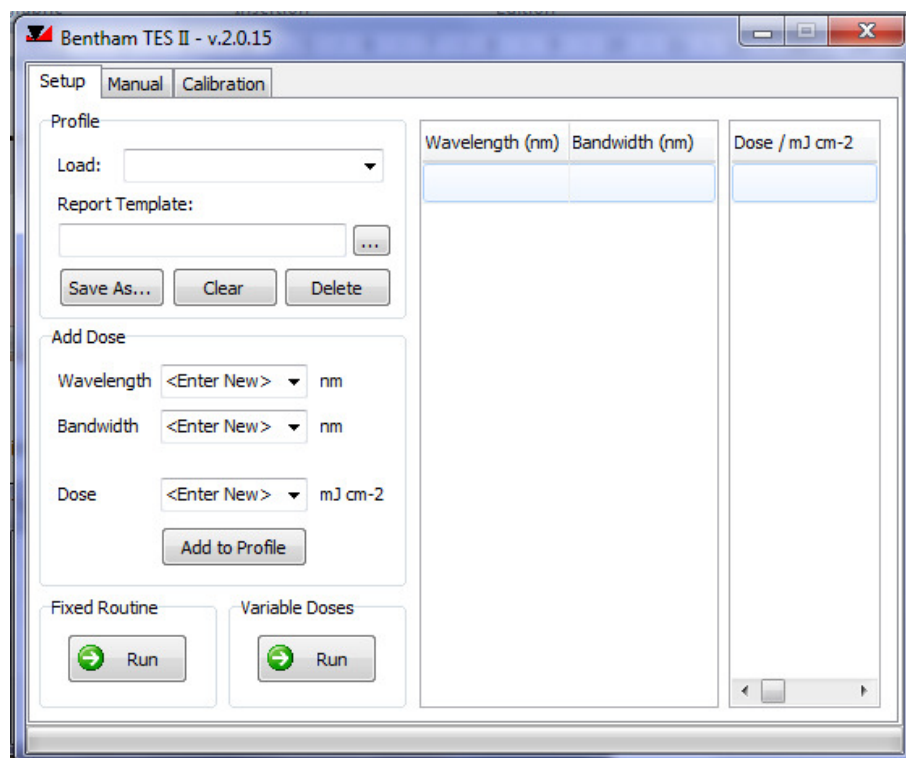 Bentham TES II - v.2.0.15
Setup Manual Calibration
Profile
Load:
Report Template:
...
Save As... Clear Delete
Add Dose
Wavelength <Enter New> nm
Bandwidth <Enter New> nm
Dose <Enter New> mJ cm-2
Add to Profile
Fixed Routine
Run
Variable Doses
Run
Wavelength (nm) Bandwidth (nm)
Dose / mJ cm-2